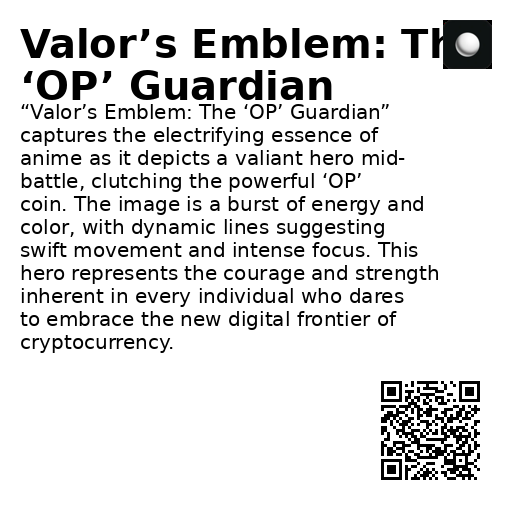 Valor’s Emblem: Th
‘OP’ Guardian
“Valor’s Emblem: The ‘OP’ Guardian”
captures the electrifying essence of
anime as it depicts a valiant hero mid-
battle, clutching the powerful ‘OP’
coin. The image is a burst of energy and
color, with dynamic lines suggesting
swift movement and intense focus. This
hero represents the courage and strength
inherent in every individual who dares
to embrace the new digital frontier of
cryptocurrency.